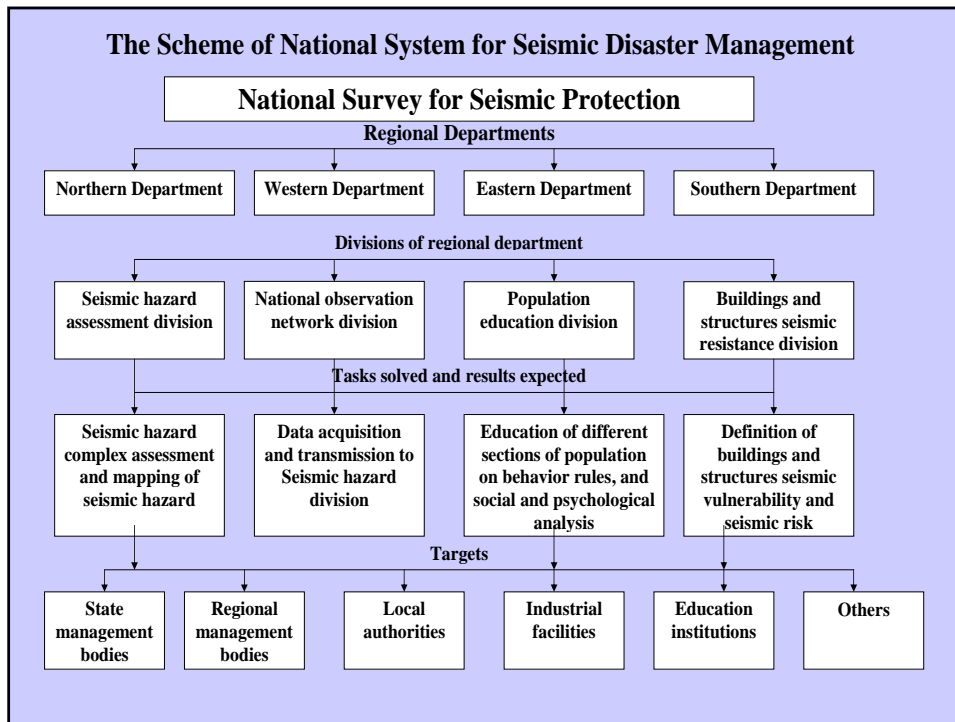 The Scheme of National System for Seismic Disaster Management
National Survey for Seismic Protection
Regional Departments
Northern Department
Western Department
Eastern Department
Southern Department
Divisions of regional department
Seismic hazard
assessment division
National observation
network division
Population
education division
Buildings and
structures seismic
resistance division
Tasks solved and results expected
Seismic hazard
complex assessment
and mapping of
seismic hazard
Data acquisition
and transmission to
Seismic hazard
division
Education of different
sections of population
on behavior rules, and
social and psychological
analysis
Definition of
buildings and
structures seismic
vulnerability and
seismic risk
Targets
State
management
bodies
Regional
management
bodies
Local
authorities
Industrial
facilities
Education
institutions
Others